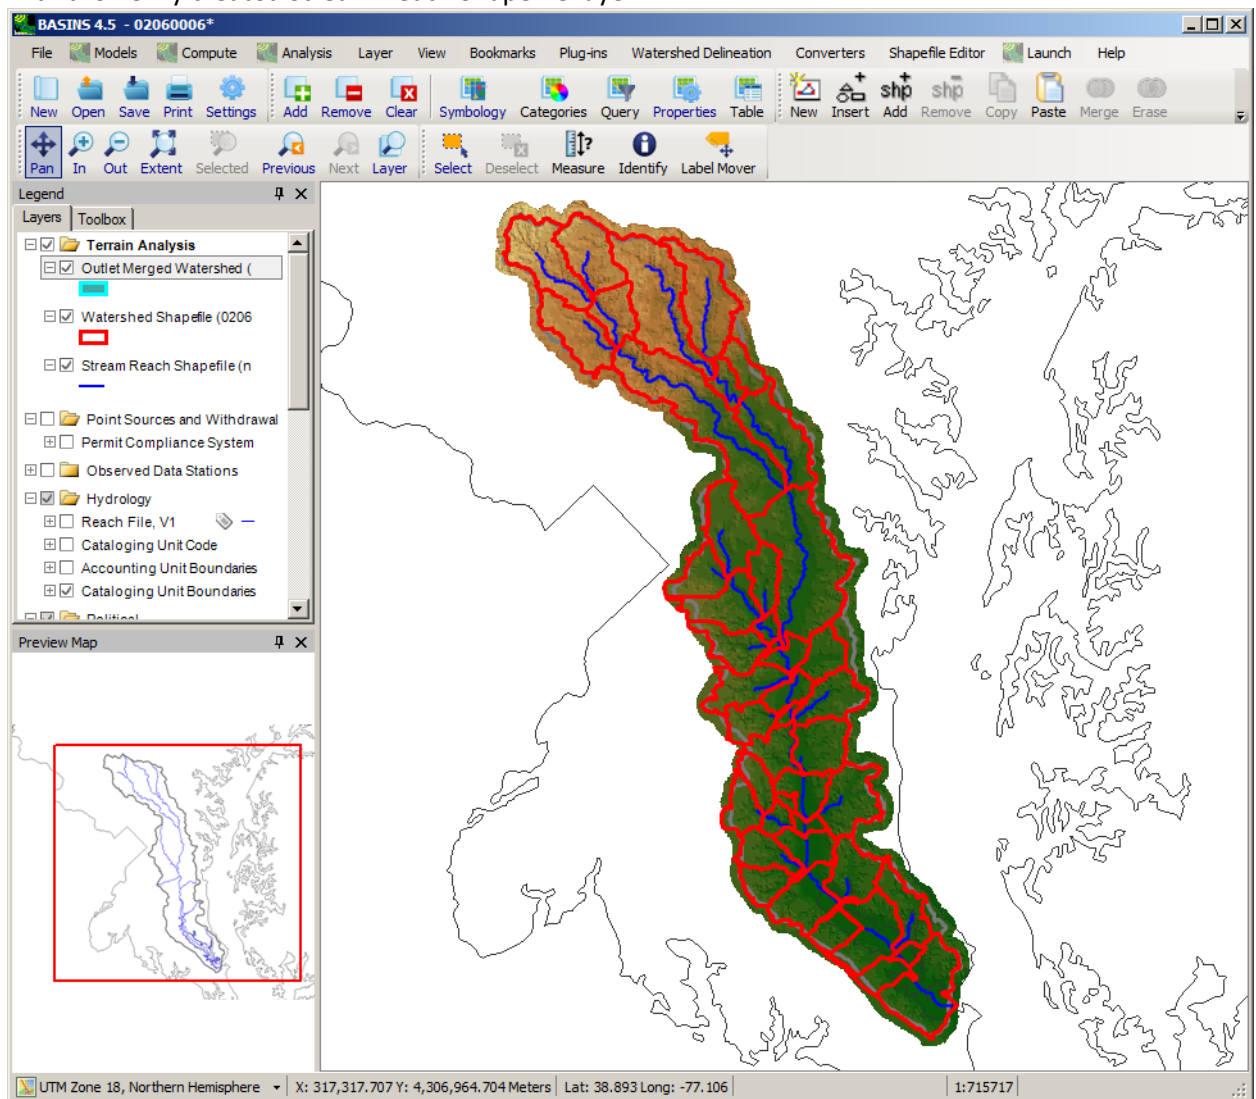 BASINS 4.5 - 02060006*
File Models Compute Analysis Layer View Bookmarks Plug-ins Watershed Delineation Converters Shapefile Editor Launch Help
New Open Save Print Settings Add Remove Clear Symbology Categories Query Properties Table New Insert Add Remove Copy Paste Merge Erase
shp shp
Pan In Out Extent Selected Previous Next Layer Select Deselect Measure Identify Label Mover
Legend
Layers Toolbox
Terrain Analysis
Outlet Merged Watershed (
Watershed Shapefile (0206
Stream Reach Shapefile (n
Point Sources and Withdrawal
Permit Compliance System
Observed Data Stations
Hydrology
Reach File, V1
Cataloging Unit Code
Accounting Unit Boundaries
Cataloging Unit Boundaries
Political
Preview Map
UTM Zone 18, Northern Hemisphere X: 317,317.707 Y: 4,306,964.704 Meters Lat: 38.893 Long: -77.106 1:715717